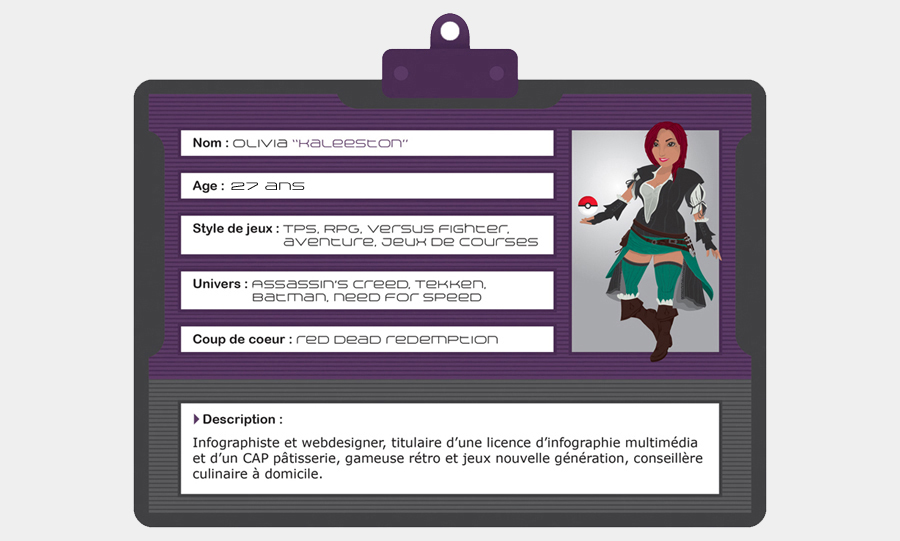 Nom : Olivia "Kaleeston"
Age : 27 ans
Style de jeux : TPS, RPG, Versus Fighter,
aventure, jeux de courses
Univers : Assassin's Creed, Tekken,
Batman, Need for Speed
Coup de coeur : Red Dead Redemption
Description :
Infographiste et webdesigner, titulaire d'une licence d'infographie multimédia
et d'un CAP pâtisserie, gameuse rétro et jeux nouvelle génération, conseillère
culinaire à domicile.